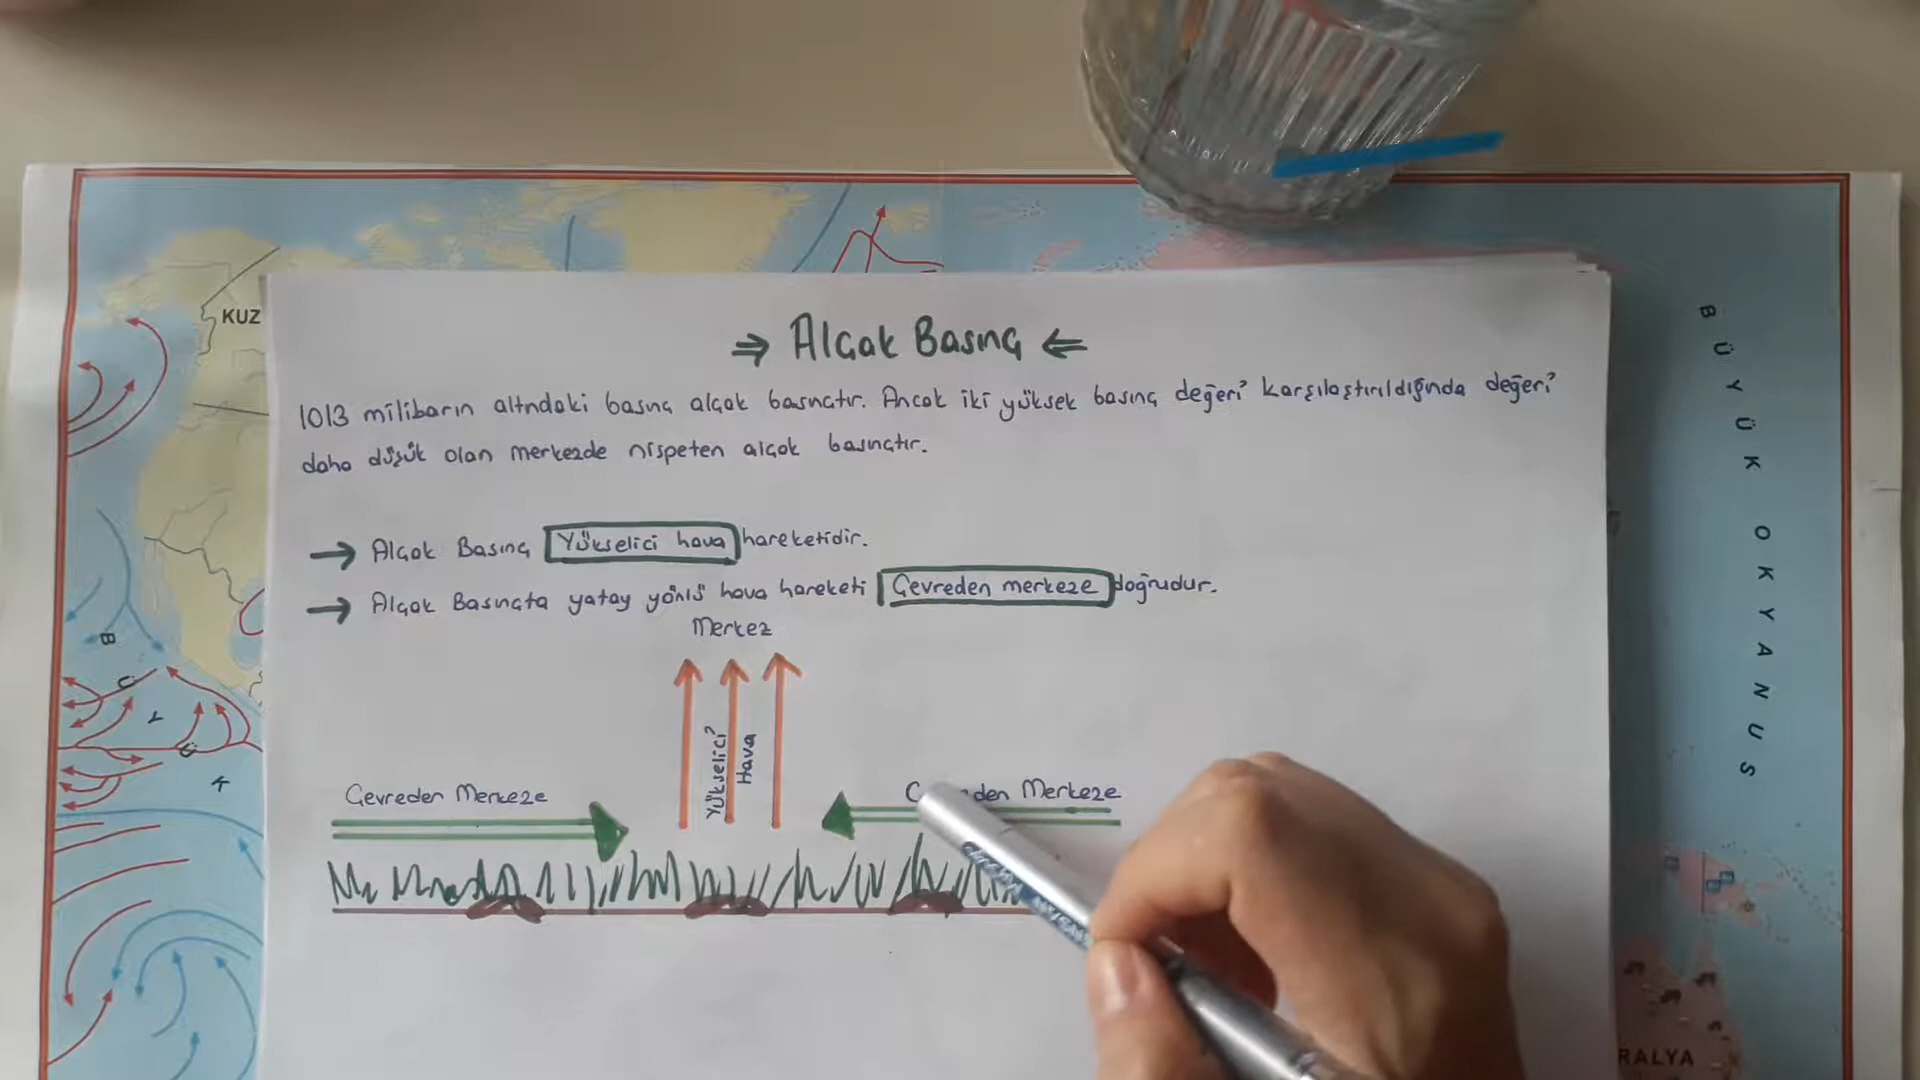 ⇒ Alçak Basınç ⇐
1013 milibarın altındaki basınç alçak basınçtır. Ancak iki yüksek basınç değeri karşılaştırıldığında değeri
daha düşük olan merkezde nispeten alçak basınçtır.
→ Alçak Basınç Yükselici hava hareketidir.
→ Alçak Basınçta yatay yönlü hava hareketi Çevreden merkeze doğrudur.
Merkez
Yükselici
Hava
Çevreden Merkeze
Merkeze
KUZ
BÜYÜK
BÜYÜK OKYANUS
RALYA